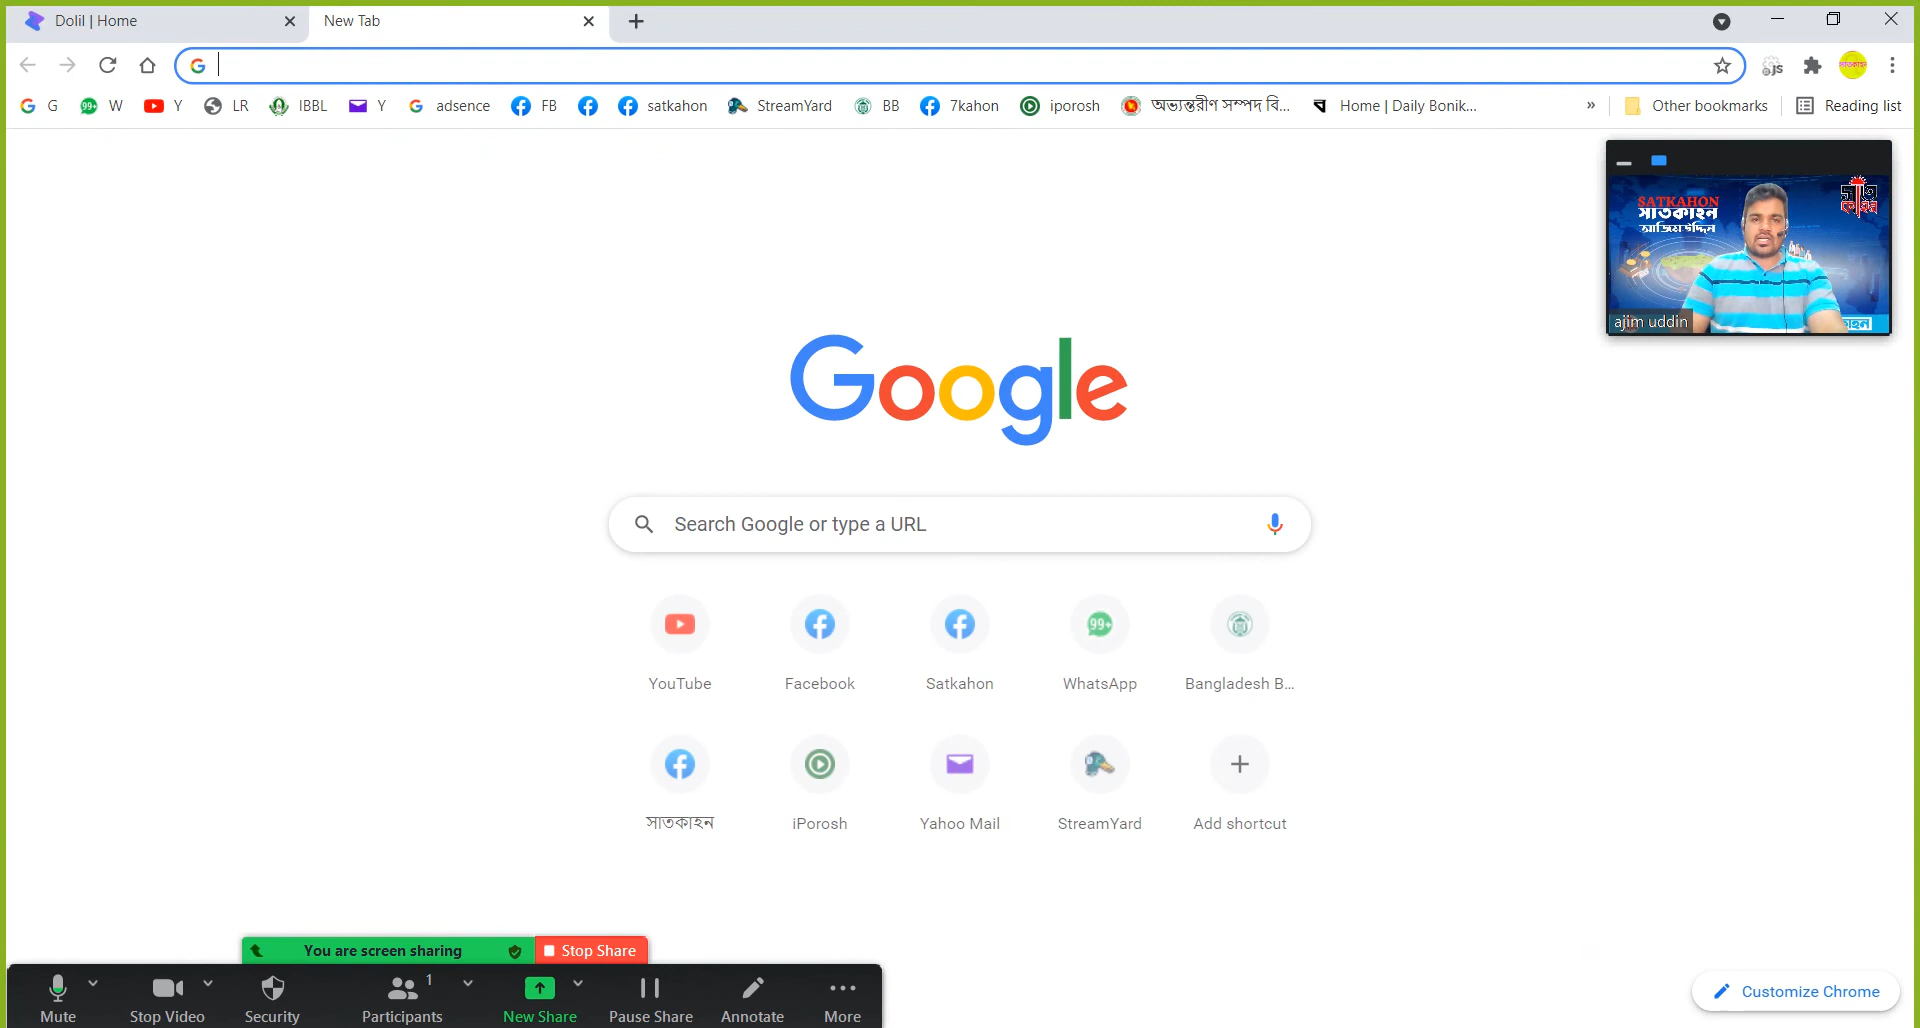 Dolil | Home
New Tab
G W Y LR IBBL Y adsence FB satkahon StreamYard BB 7kahon iporosh অভ্যন্তরীণ সম্পদ বি... Home | Daily Bonik... » Other bookmarks Reading list
SATKAHON
সাতকাহন
আজিম উদ্দিন
ajim uddin
Google
Search Google or type a URL
YouTube Facebook Satkahon WhatsApp Bangladesh B...
সাতকাহন iPorosh Yahoo Mail StreamYard Add shortcut
You are screen sharing Stop Share
Mute Stop Video Security Participants 1 New Share Pause Share Annotate More
Customize Chrome